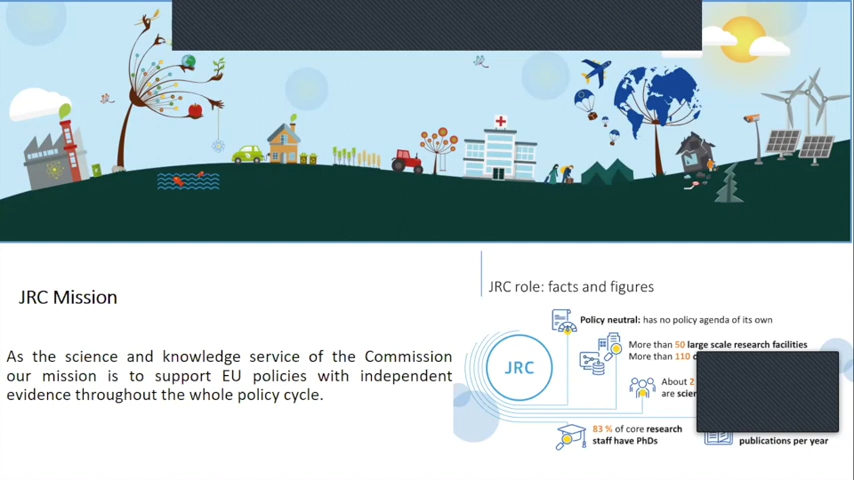 JRC Mission
As the science and knowledge service of the Commission
our mission is to support EU policies with independent
evidence throughout the whole policy cycle.
JRC role: facts and figures
Policy neutral: has no policy agenda of its own
JRC
More than 50 large scale research facilities
More than 110
About 2
are
83 % of core research
staff have PhDs
publications per year